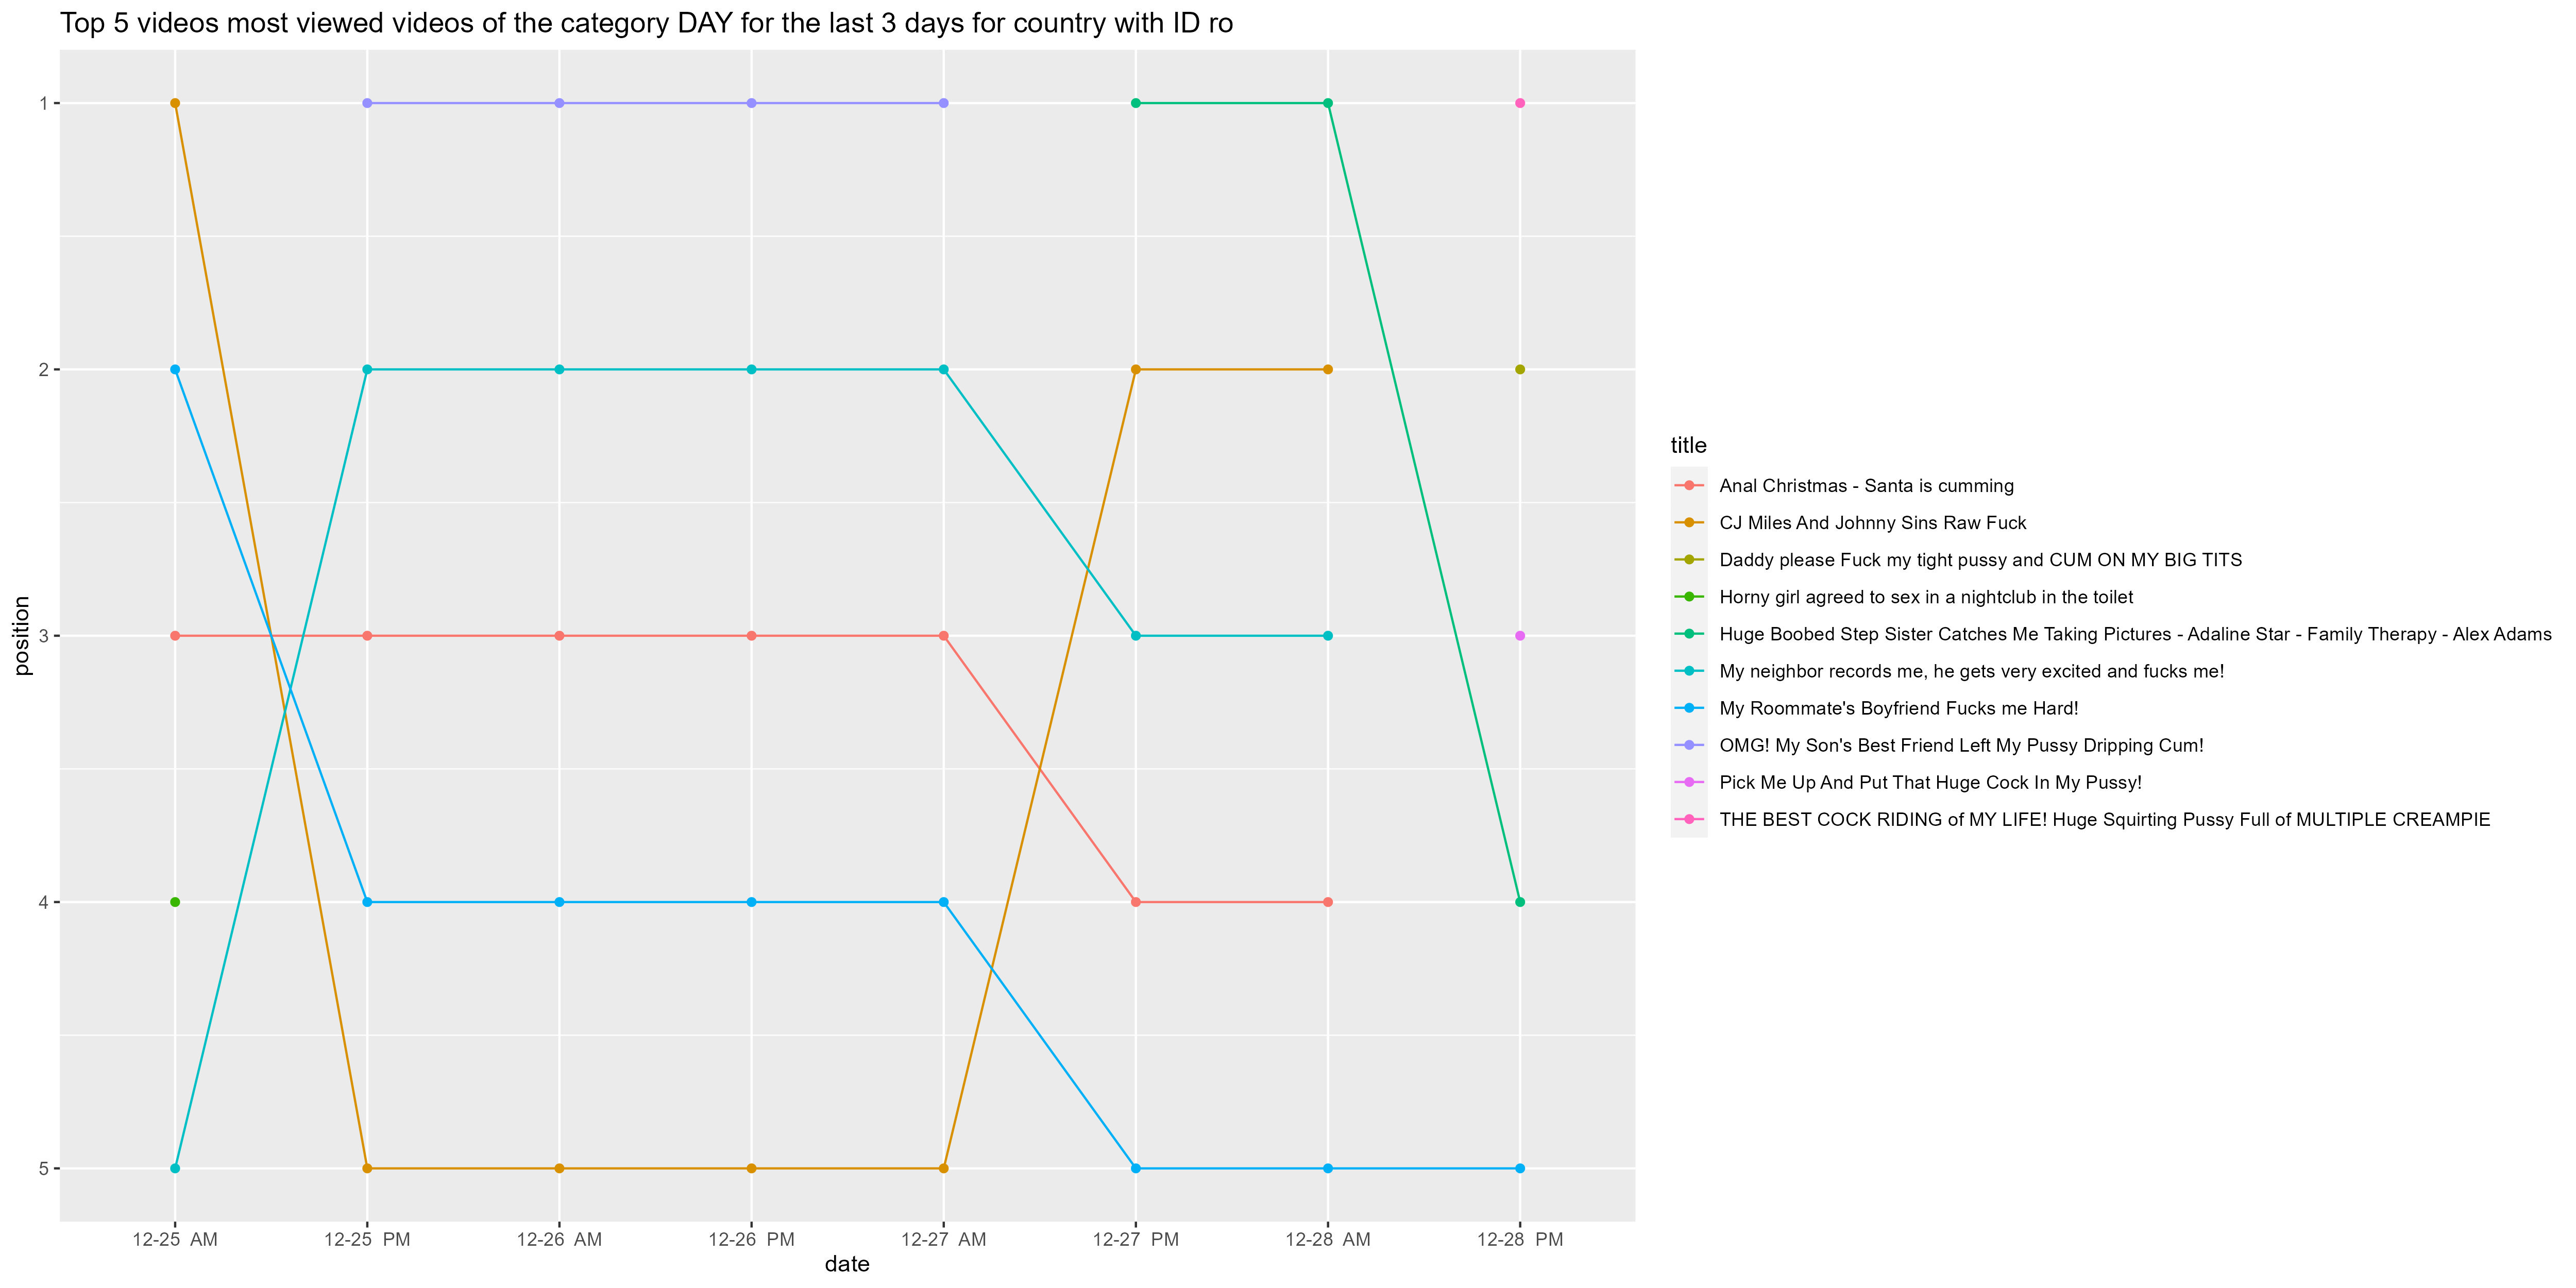 Top 5 videos most viewed videos of the category DAY for the last 3 days for country with ID ro
position
1
2
3
4
5
12-25 AM
12-25 PM
12-26 AM
12-26 PM
12-27 AM
12-27 PM
12-28 AM
12-28 PM
date
title
Anal Christmas - Santa is cumming
CJ Miles And Johnny Sins Raw Fuck
Daddy please Fuck my tight pussy and CUM ON MY BIG TITS
Horny girl agreed to sex in a nightclub in the toilet
Huge Boobed Step Sister Catches Me Taking Pictures - Adaline Star - Family Therapy - Alex Adams
My neighbor records me, he gets very excited and fucks me!
My Roommate's Boyfriend Fucks me Hard!
OMG! My Son's Best Friend Left My Pussy Dripping Cum!
Pick Me Up And Put That Huge Cock In My Pussy!
THE BEST COCK RIDING of MY LIFE! Huge Squirting Pussy Full of MULTIPLE CREAMPIE